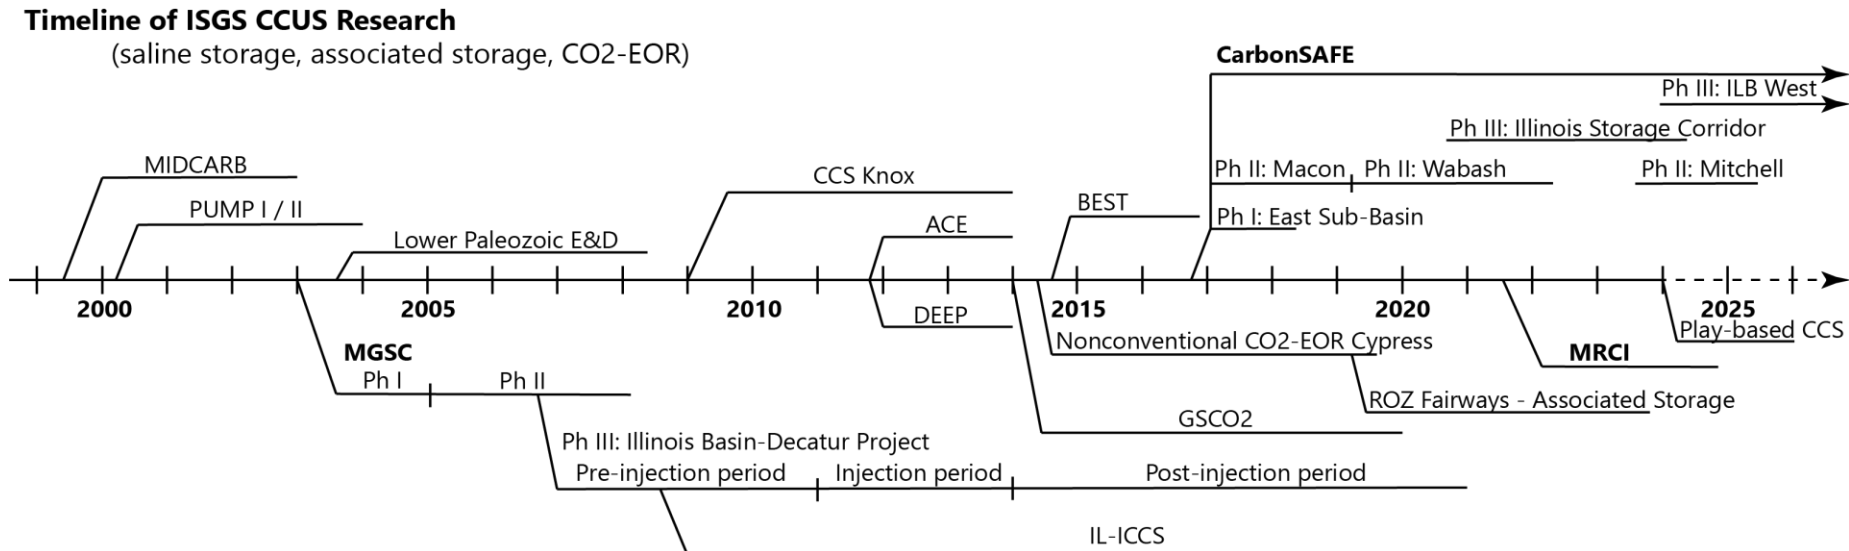 Timeline of ISGS CCUS Research
(saline storage, associated storage, CO2-EOR)
CarbonSAFE
Ph III: ILB West
Ph III: Illinois Storage Corridor
MIDCARB
CCS Knox
Ph II: Macon
Ph II: Wabash
Ph II: Mitchell
PUMP I / II
BEST
Ph I: East Sub-Basin
Lower Paleozoic E&D
ACE
2000
2005
2010
2015
2020
2025
DEEP
Nonconventional CO2-EOR Cypress
Play-based CCS
MGSC
MRCI
Ph I
Ph II
ROZ Fairways - Associated Storage
GSCO2
Ph III: Illinois Basin-Decatur Project
Pre-injection period
Injection period
Post-injection period
IL-ICCS